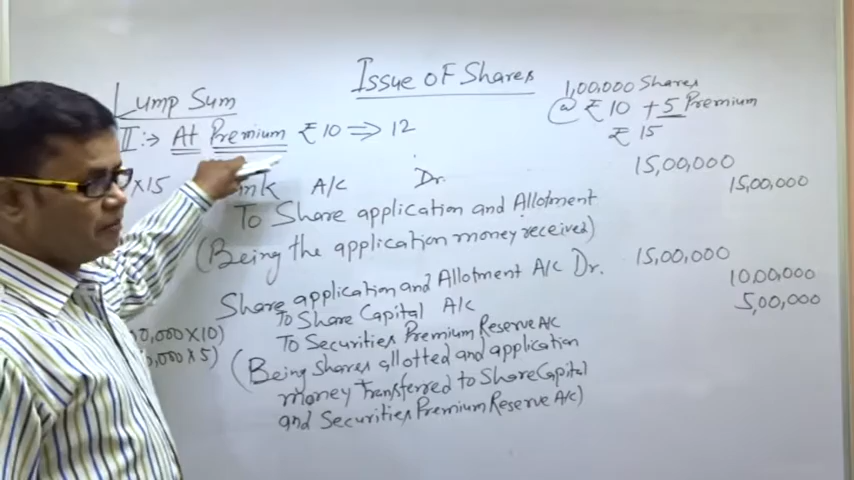 Issue of Shares
Lump Sum
II :-> At Premium ₹10 => 12
1,00,000 Shares
@ ₹10 + 5 Premium
₹ 15
×15 nk A/c Dr. 15,00,000
To Share application and Allotment 15,00,000
(Being the application money received)
Share application and Allotment A/c Dr. 15,00,000
0,000×10) To Share Capital A/c 10,00,000
,000×5) To Securities Premium Reserve A/c 5,00,000
(Being shares allotted and application
money Transferred to Share Capital
and Securities Premium Reserve A/c)